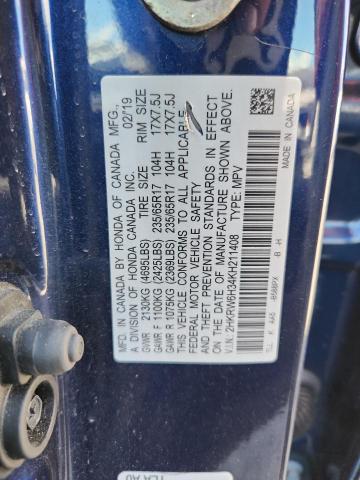 MFD. IN CANADA BY HONDA OF CANADA MFG.,
A DIVISION OF HONDA CANADA INC. 02/19
TIRE SIZE RIM SIZE
GVWR 2130KG (4695LBS)
GAWR F 1100KG (2425LBS) 235/65R17 104H 17X7.5J
GAWR R 1075KG (2369LBS) 235/65R17 104H 17X7.5J
THIS VEHICLE CONFORMS TO ALL APPLICABLE
FEDERAL MOTOR VEHICLE SAFETY
AND THEFT PREVENTION STANDARDS IN EFFECT
ON THE DATE OF MANUFACTURE SHOWN ABOVE.
V.I.N.: 2HKRW6H34KH211408 TYPE: MPV
MADE IN CANADA
TLL K AA5 B588PX B H